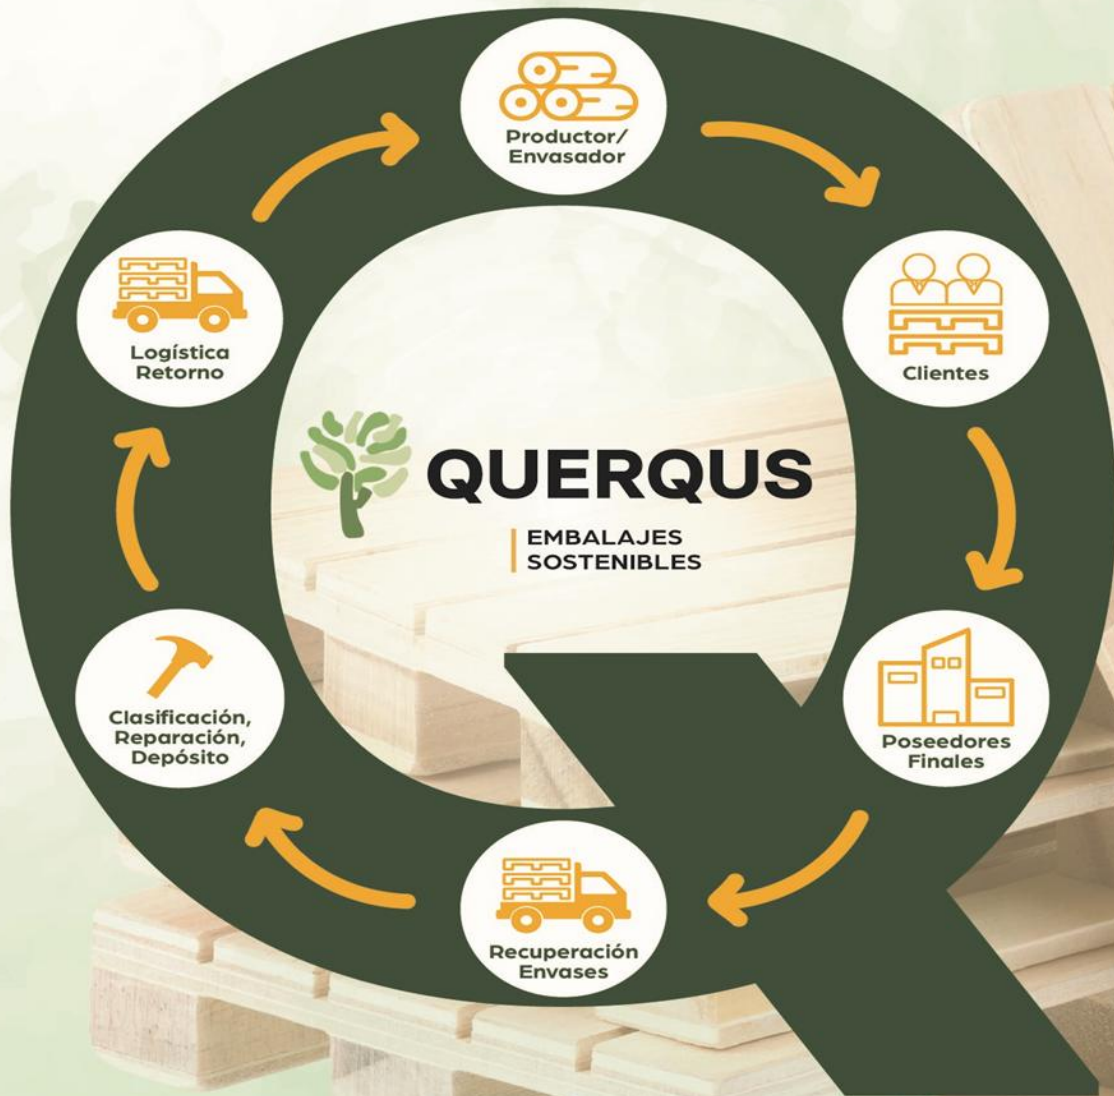 Productor/
Envasador
Clientes
Poseedores
Finales
Recuperación
Envases
Clasificación,
Reparación,
Depósito
Logística
Retorno
QUERQUS
EMBALAJES
SOSTENIBLES